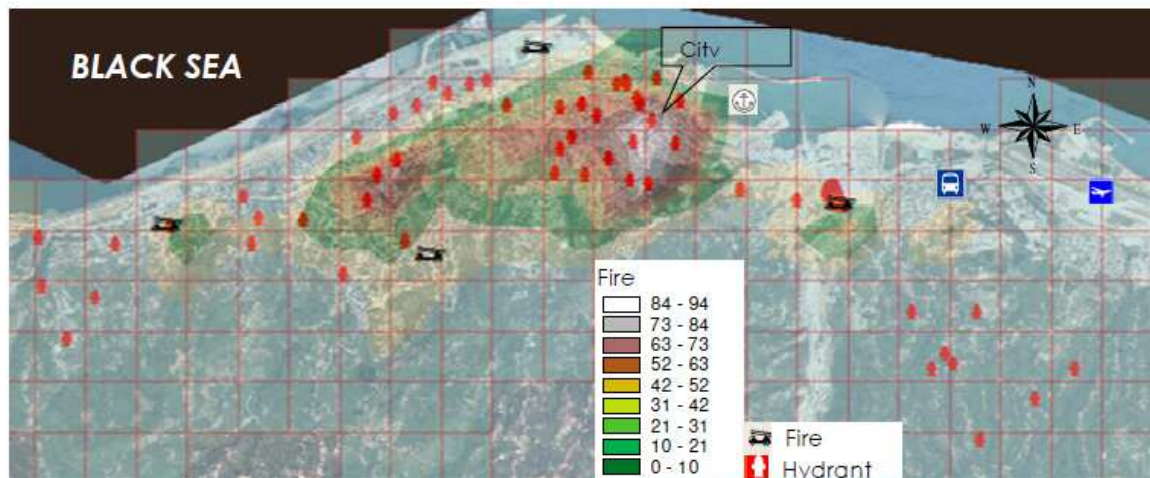 BLACK SEA
City
N
W E
S
Fire
84 - 94
73 - 84
63 - 73
52 - 63
42 - 52
31 - 42
21 - 31
10 - 21
0 - 10
Fire
Hydrant